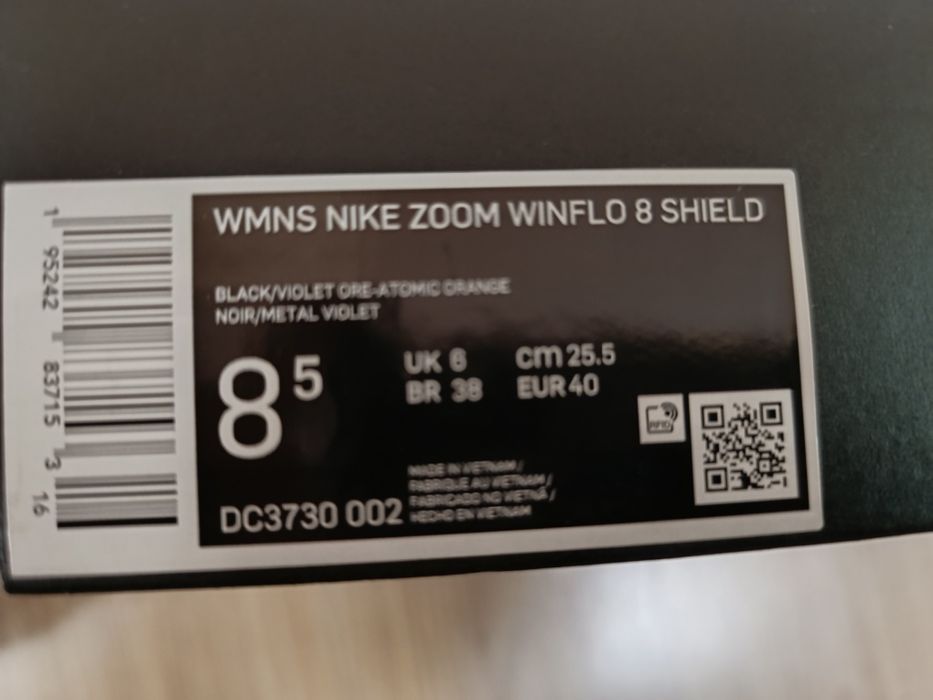 WMNS NIKE ZOOM WINFLO 8 SHIELD
BLACK/VIOLET ORE-ATOMIC ORANGE
NOIR/METAL VIOLET
8 5
UK 6 cm 25.5
BR 38 EUR 40
RFID
MADE IN VIETNAM /
FABRIQUE AU VIETNAM /
FABRICADO NO VIETNÃ /
HECHO EN VIETNAM
DC3730 002
1 95242 83715 3 16